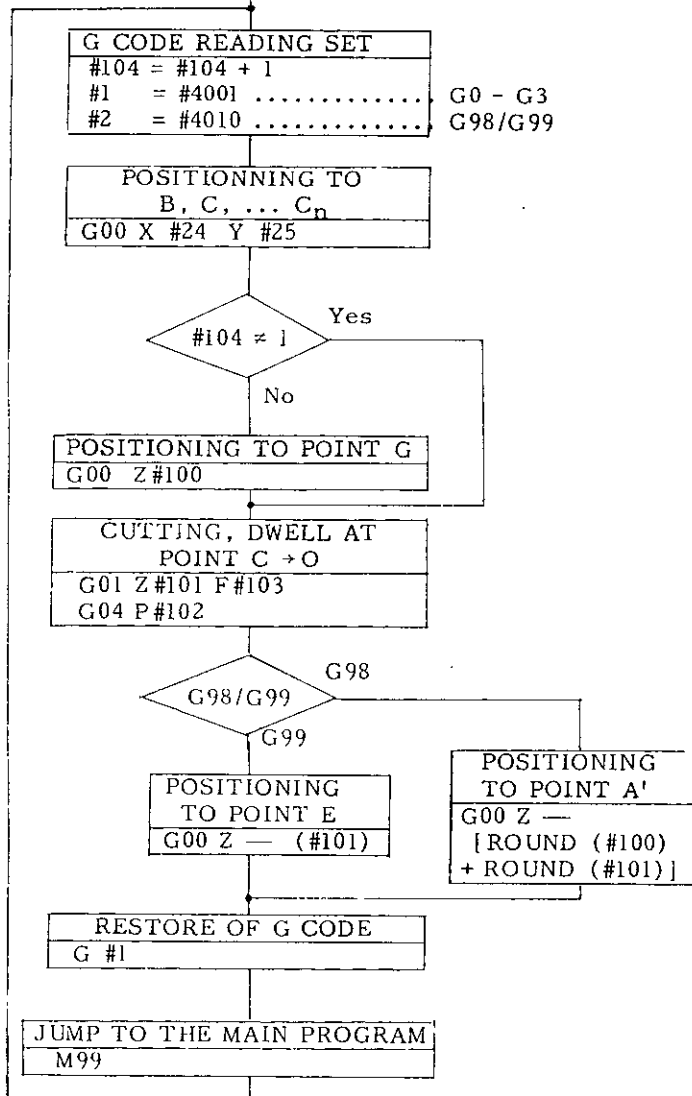 G CODE READING SET
#104 = #104 + 1
#1 = #4001 .............. G0 - G3
#2 = #4010 .............. G98/G99
POSITIONNING TO
B, C, ... Cn
G00 X #24 Y #25
#104 ≠ 1
Yes
No
POSITIONING TO POINT G
G00 Z#100
CUTTING, DWELL AT
POINT C → O
G01 Z#101 F#103
G04 P#102
G98/G99
G98
G99
POSITIONING
TO POINT E
G00 Z — (#101)
POSITIONING
TO POINT A'
G00 Z —
[ROUND (#100)
+ ROUND (#101)]
RESTORE OF G CODE
G #1
JUMP TO THE MAIN PROGRAM
M99